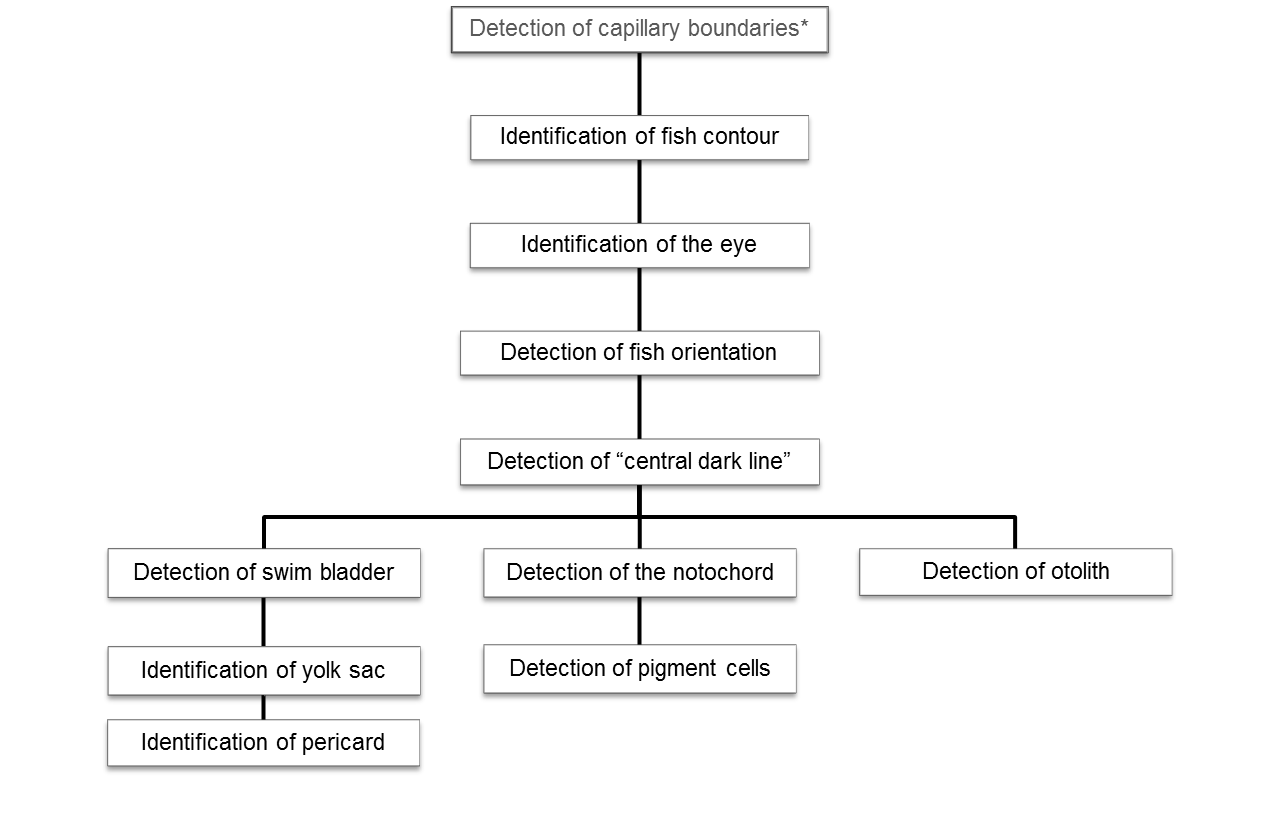 Detection of capillary boundaries*
Identification of fish contour
Identification of the eye
Detection of fish orientation
Detection of “central dark line”
Detection of swim bladder
Detection of the notochord
Detection of otolith
Identification of yolk sac
Detection of pigment cells
Identification of pericard